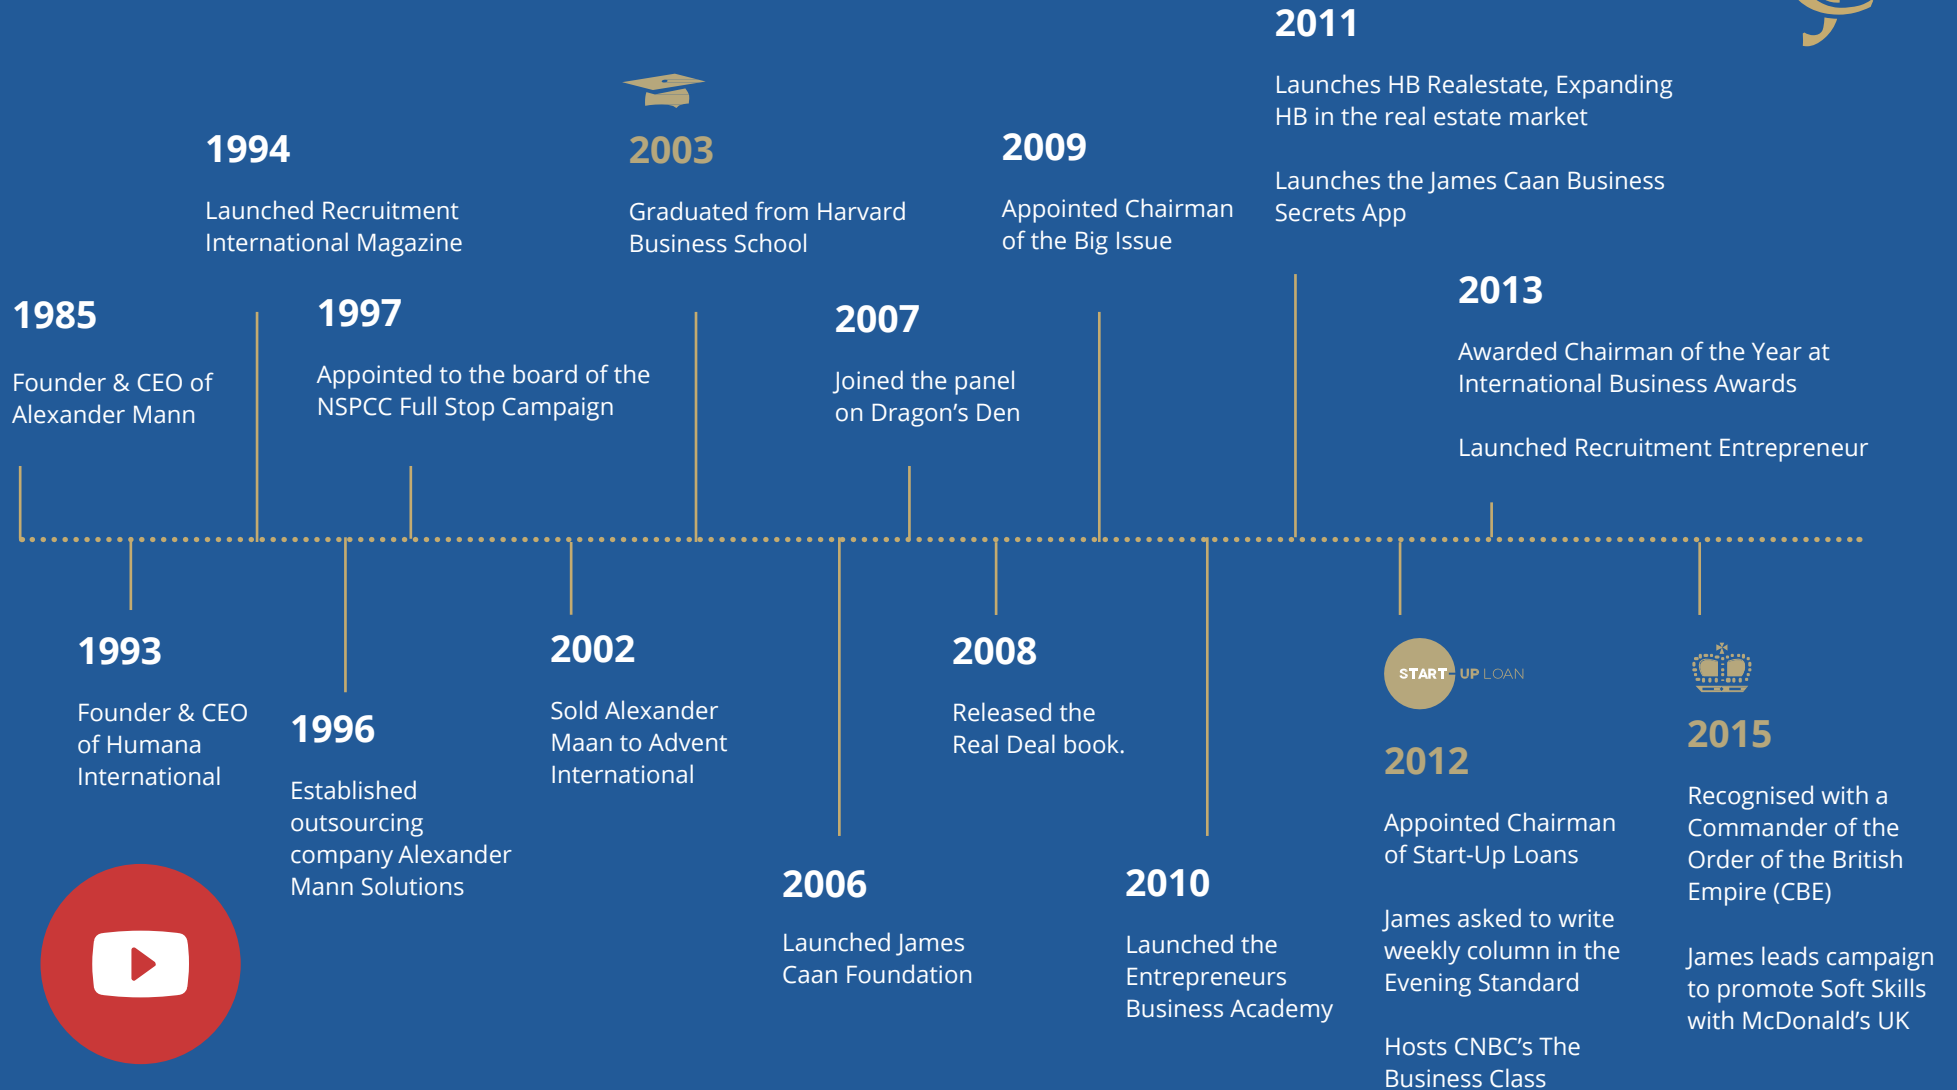 1985
Founder & CEO of
Alexander Mann
1993
Founder & CEO
of Humana
International
1994
Launched Recruitment
International Magazine
1996
Established
outsourcing
company Alexander
Mann Solutions
1997
Appointed to the board of the
NSPCC Full Stop Campaign
2002
Sold Alexander
Maan to Advent
International
2003
Graduated from Harvard
Business School
2006
Launched James
Caan Foundation
2007
Joined the panel
on Dragon’s Den
2008
Released the
Real Deal book.
2009
Appointed Chairman
of the Big Issue
2010
Launched the
Entrepreneurs
Business Academy
2011
Launches HB Realestate, Expanding
HB in the real estate market
Launches the James Caan Business
Secrets App
START-UP LOAN
2012
Appointed Chairman
of Start-Up Loans
James asked to write
weekly column in the
Evening Standard
Hosts CNBC’s The
Business Class
2013
Awarded Chairman of the Year at
International Business Awards
Launched Recruitment Entrepreneur
2015
Recognised with a
Commander of the
Order of the British
Empire (CBE)
James leads campaign
to promote Soft Skills
with McDonald’s UK